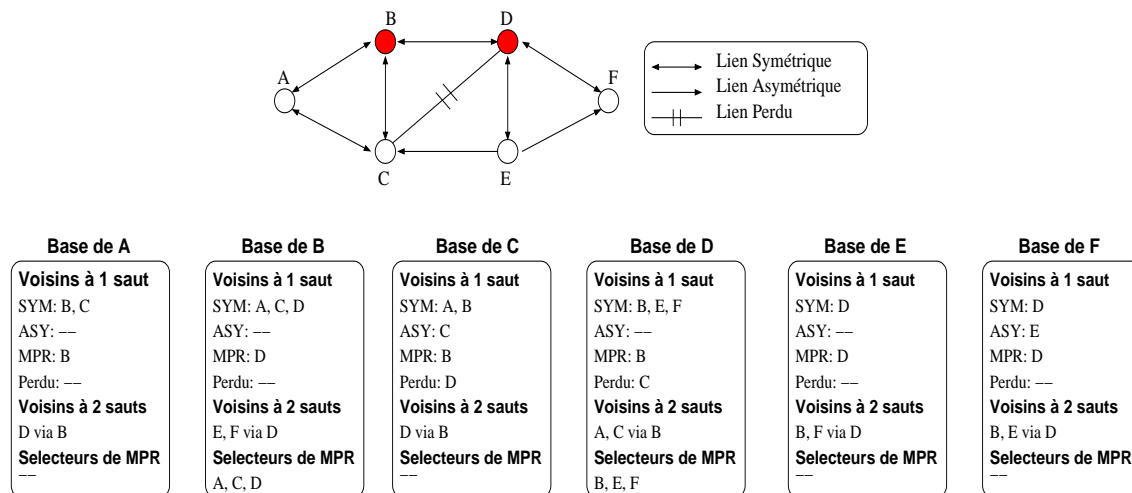 B
D
A
F
C
E
Lien Symétrique
Lien Asymétrique
Lien Perdu
Base de A
Voisins à 1 saut
SYM: B, C
ASY: −−
MPR: B
Perdu: −−
Voisins à 2 sauts
D via B
Selecteurs de MPR
−−
Base de B
Voisins à 1 saut
SYM: A, C, D
ASY: −−
MPR: D
Perdu: −−
Voisins à 2 sauts
E, F via D
Selecteurs de MPR
A, C, D
Base de C
Voisins à 1 saut
SYM: A, B
ASY: C
MPR: B
Perdu: D
Voisins à 2 sauts
D via B
Selecteurs de MPR
−−
Base de D
Voisins à 1 saut
SYM: B, E, F
ASY: −−
MPR: B
Perdu: C
Voisins à 2 sauts
A, C via B
Selecteurs de MPR
B, E, F
Base de E
Voisins à 1 saut
SYM: D
ASY: −−
MPR: D
Perdu: −−
Voisins à 2 sauts
B, F via D
Selecteurs de MPR
−−
Base de F
Voisins à 1 saut
SYM: D
ASY: E
MPR: D
Perdu: −−
Voisins à 2 sauts
B, E via D
Selecteurs de MPR
−−